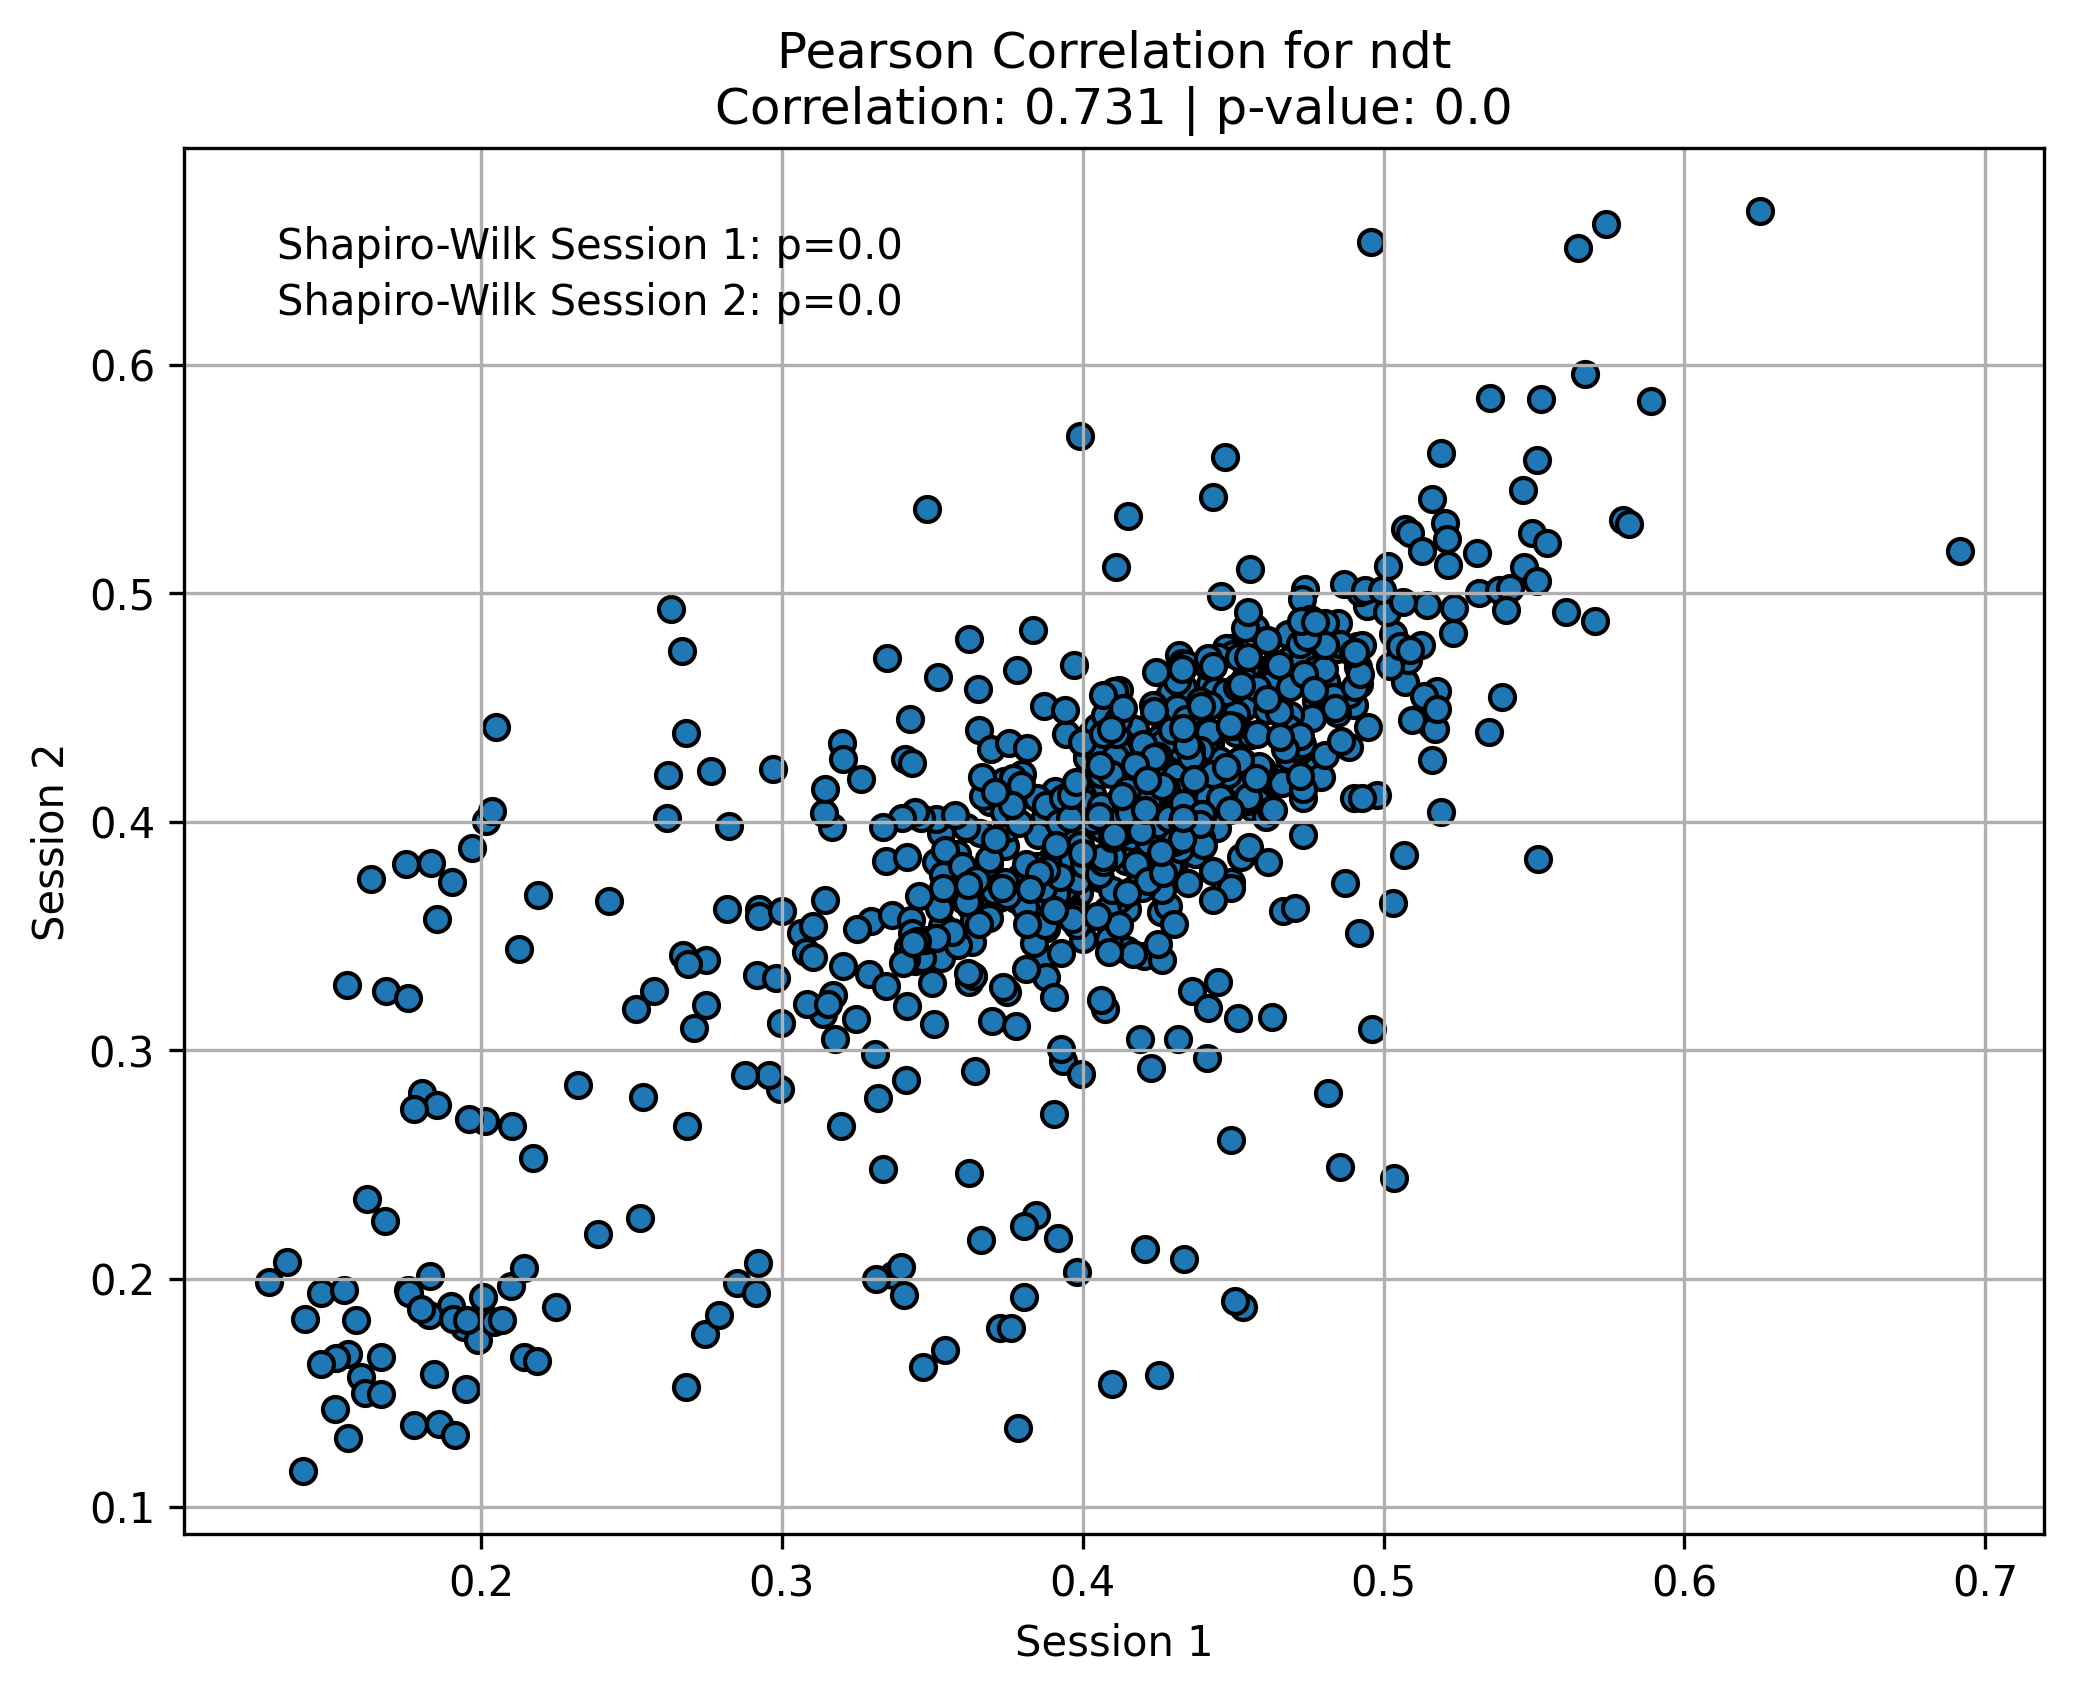 Pearson Correlation for ndt
Correlation: 0.731 | p-value: 0.0
Shapiro-Wilk Session 1: p=0.0
Shapiro-Wilk Session 2: p=0.0
0.6
0.5
0.4
0.3
0.2
0.1
Session 2
0.2 0.3 0.4 0.5 0.6 0.7
Session 1